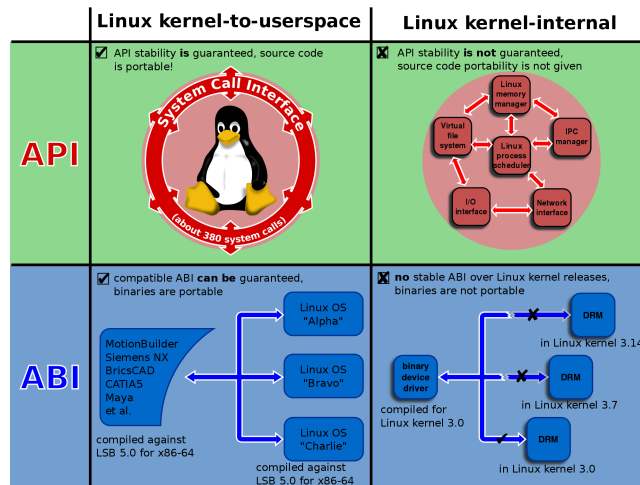 Linux kernel-to-userspace
Linux kernel-internal
API
API stability is guaranteed, source code
is portable!
System Call Interface
(about 380 system calls)
API stability is not guaranteed,
source code portability is not given
Linux
memory
manager
Virtual
file
system
IPC
manager
Linux
process
scheduler
I/O
interface
Network
interface
ABI
compatible ABI can be guaranteed,
binaries are portable
MotionBuilder
Siemens NX
BricsCAD
CATIA5
Maya
et al.
compiled against
LSB 5.0 for x86-64
Linux OS
"Alpha"
Linux OS
"Bravo"
Linux OS
"Charlie"
compiled against
LSB 5.0 for x86-64
no stable ABI over Linux kernel releases,
binaries are not portable
binary
device
driver
compiled for
Linux kernel 3.0
DRM
in Linux kernel 3.14
DRM
in Linux kernel 3.7
DRM
in Linux kernel 3.0